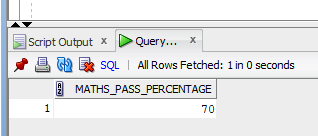 Script Output × Query... ×
SQL | All Rows Fetched: 1 in 0 seconds
MATHS_PASS_PERCENTAGE
1 70